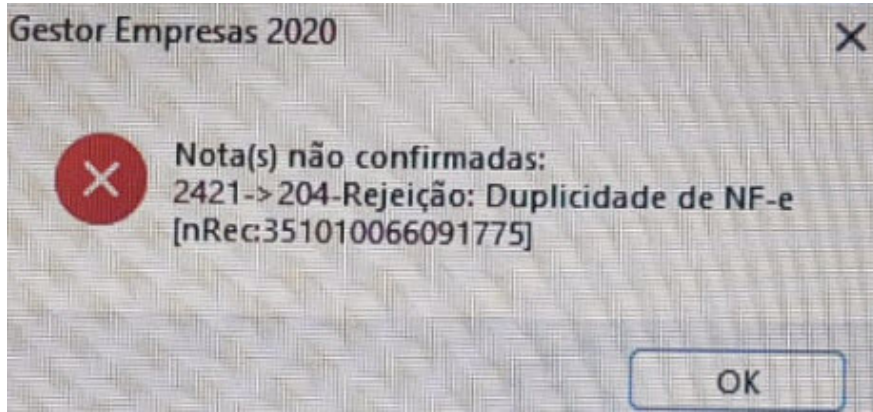 Gestor Empresas 2020
Nota(s) não confirmadas:
2421->204-Rejeição: Duplicidade de NF-e
[nRec:351010066091775]
OK